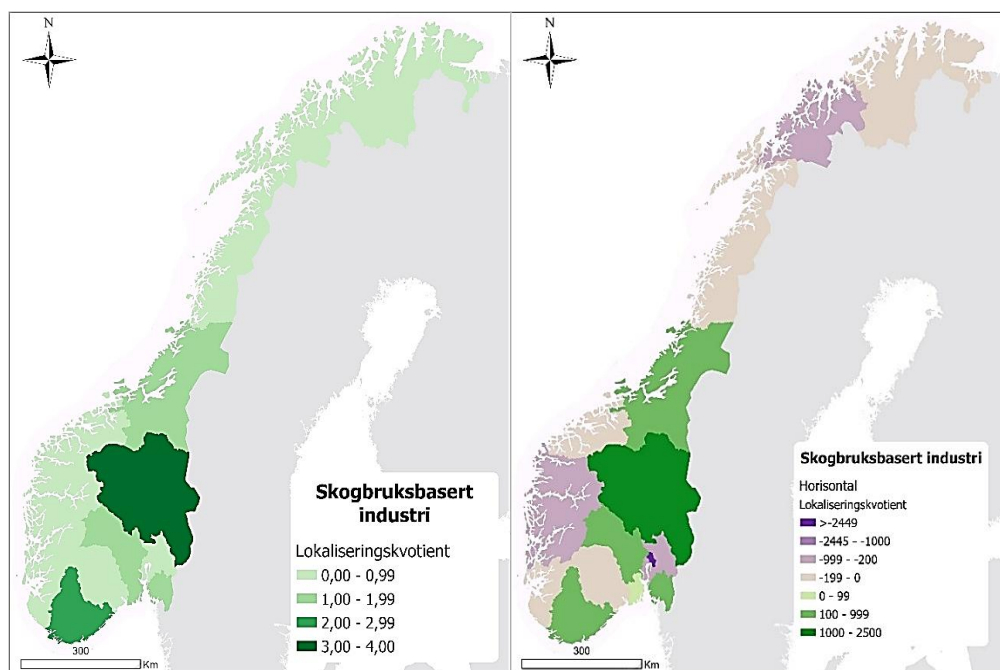 N
Skogbruksbasert
industri
Lokaliseringskvotient
0,00 - 0,99
1,00 - 1,99
2,00 - 2,99
3,00 - 4,00
300
Km
N
Skogbruksbasert industri
Horisontal
Lokaliseringskvotient
>-2449
-2445 - -1000
-999 - -200
-199 - 0
0 - 99
100 - 999
1000 - 2500
300
Km